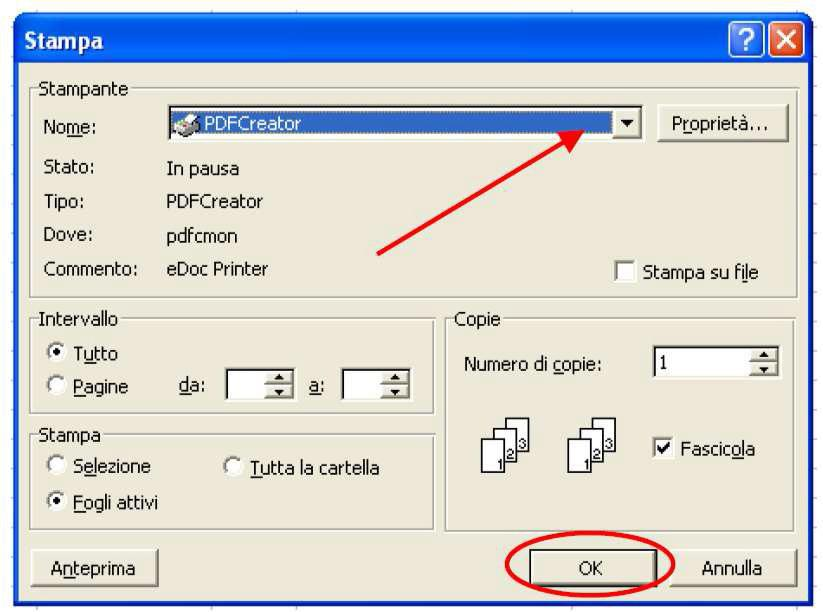 Stampa
Stampante
Nome: PDFCreator Proprietà...
Stato: In pausa
Tipo: PDFCreator
Dove: pdfcmon
Commento: eDoc Printer Stampa su file
Intervallo
Tutto
Pagine da: a:
Copie
Numero di copie: 1
1 2 3 1 2 3 Fascicola
Stampa
Selezione Tutta la cartella
Fogli attivi
Anteprima OK Annulla